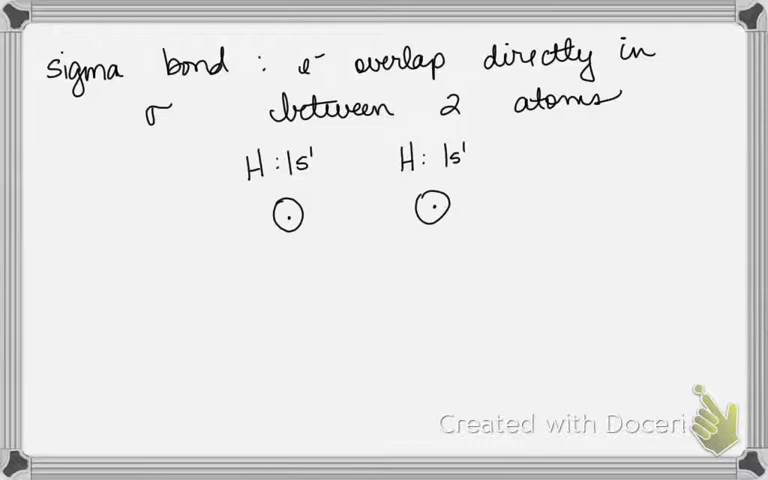 sigma bond : e⁻ overlap directly in
σ between 2 atoms
H : 1s¹ H : 1s¹
Created with Doceri